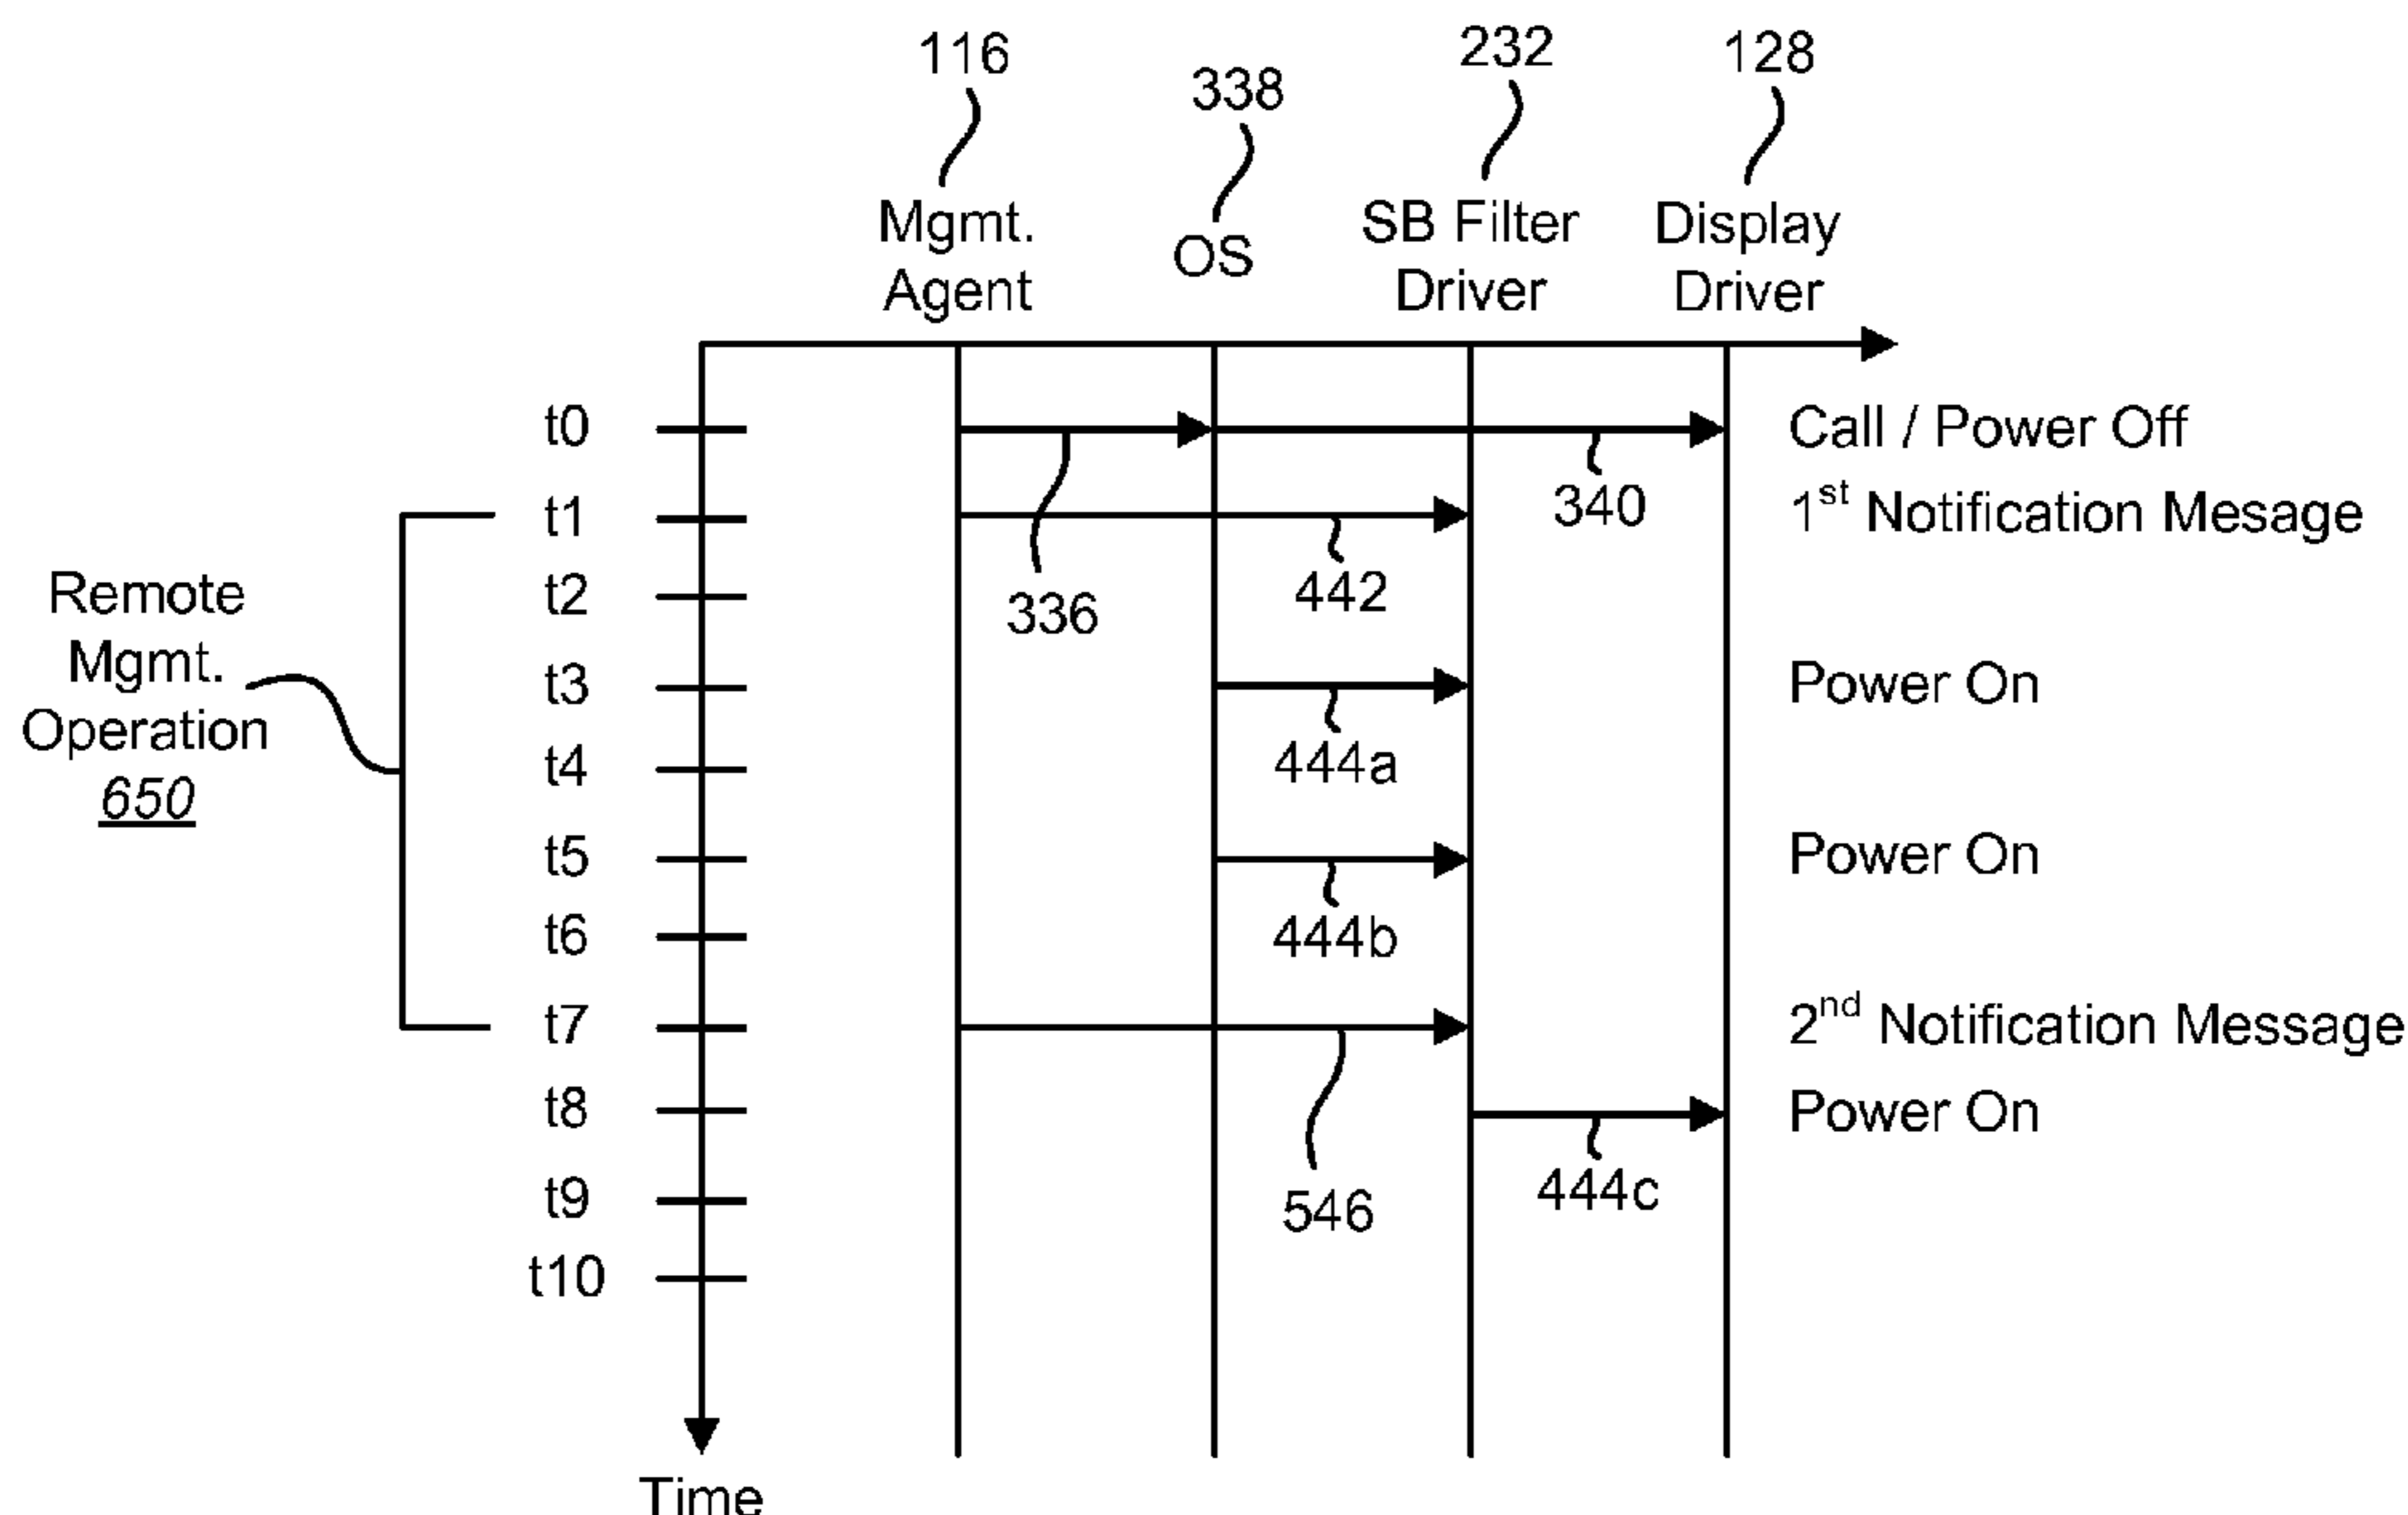 116
338
232
128
Mgmt.
Agent
OS
SB Filter
Driver
Display
Driver
t0
Call / Power Off
340
t1
1st Notification Mesage
442
336
t2
Remote
Mgmt.
Operation
650
t3
Power On
444a
t4
t5
Power On
444b
t6
t7
2nd Notification Message
546
t8
Power On
444c
t9
t10
Time